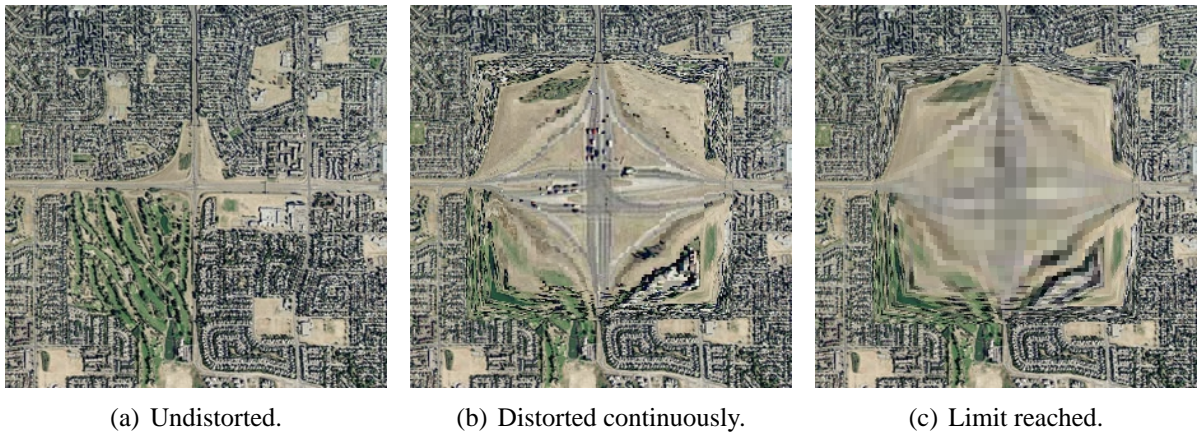 (a) Undistorted.
(b) Distorted continuously.
(c) Limit reached.